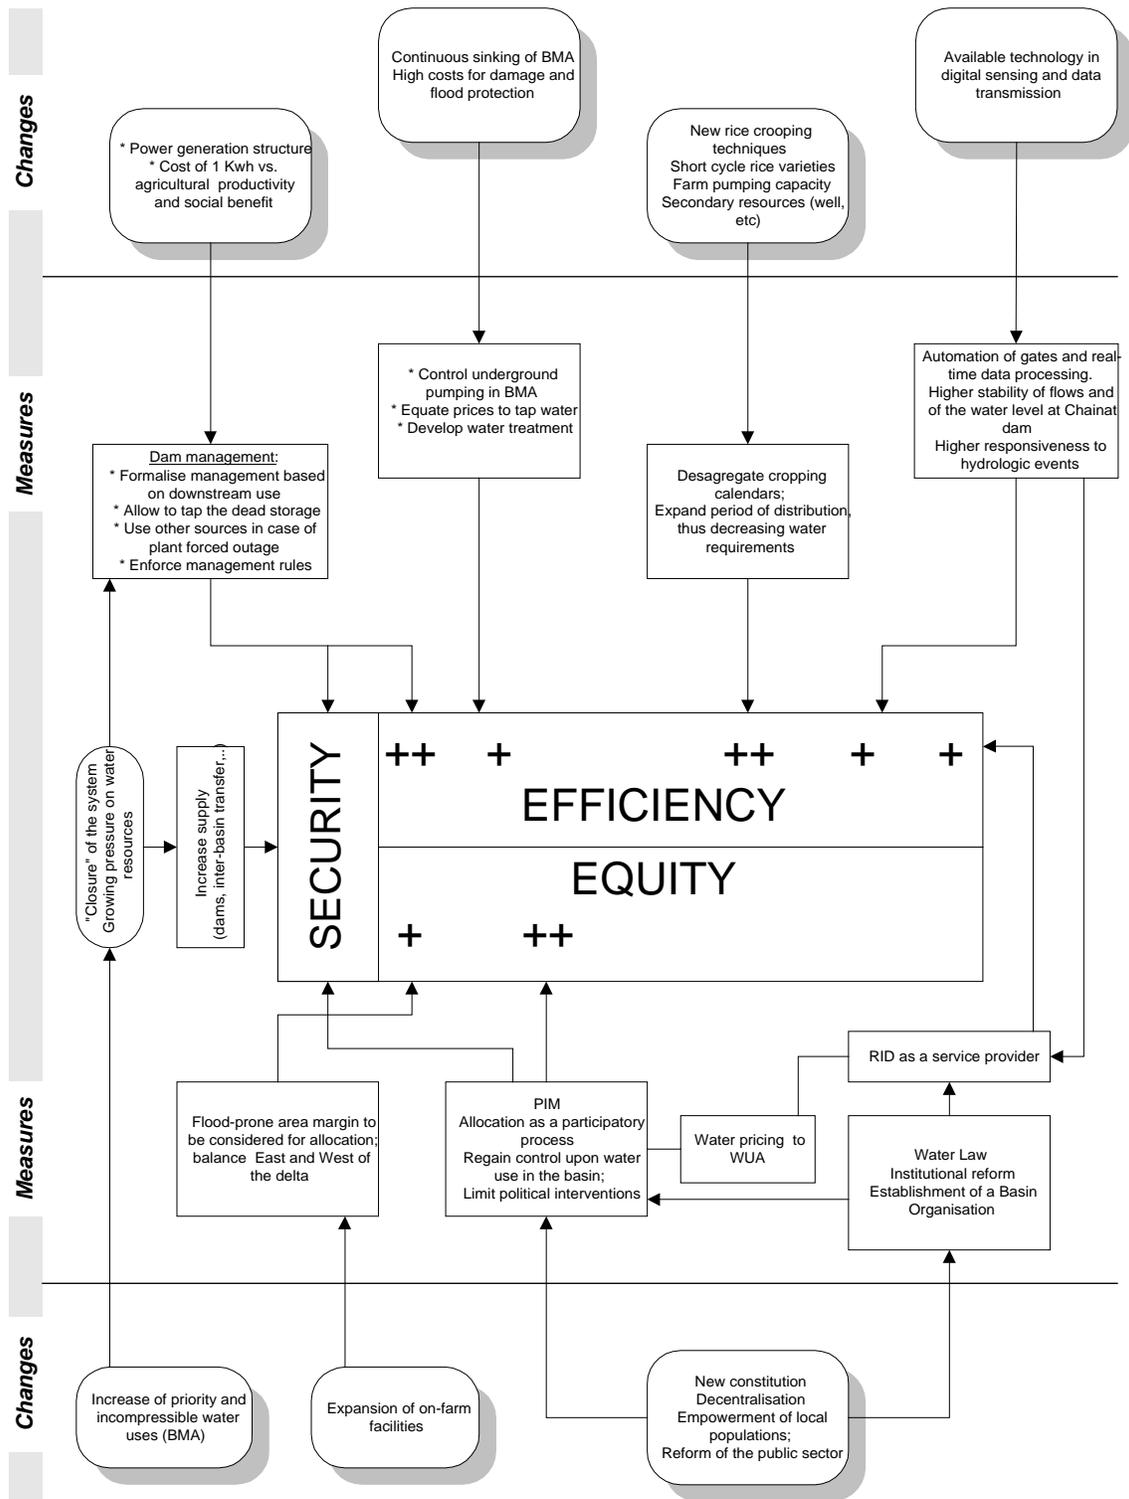 Changes
Continuous sinking of BMA
High costs for damage and
flood protection
Available technology in
digital sensing and data
transmission
* Power generation structure
* Cost of 1 Kwh vs.
agricultural productivity
and social benefit
New rice crooping
techniques
Short cycle rice varieties
Farm pumping capacity
Secondary resources (well,
etc)
Measures
* Control underground
pumping in BMA
* Equate prices to tap water
* Develop water treatment
Automation of gates and real-
time data processing.
Higher stability of flows and
of the water level at Chainat
dam
Higher responsiveness to
hydrologic events
Dam management:
* Formalise management based
on downstream use
* Allow to tap the dead storage
* Use other sources in case of
plant forced outage
* Enforce management rules
Desagregate cropping
calendars;
Expand period of distribution,
thus decreasing water
requirements
"Closure" of the system
Growing pressure on water
resources
Increase supply
(dams, inter-basin transfer,..)
SECURITY
++ + ++ + +
EFFICIENCY
EQUITY
+ ++
Measures
RID as a service provider
Flood-prone area margin to
be considered for allocation;
balance East and West of
the delta
PIM
Allocation as a participatory
process
Regain control upon water
use in the basin;
Limit political interventions
Water pricing to
WUA
Water Law
Institutional reform
Establishment of a Basin
Organisation
Changes
Increase of priority and
incompressible water
uses (BMA)
Expansion of on-farm
facilities
New constitution
Decentralisation
Empowerment of local
populations;
Reform of the public sector